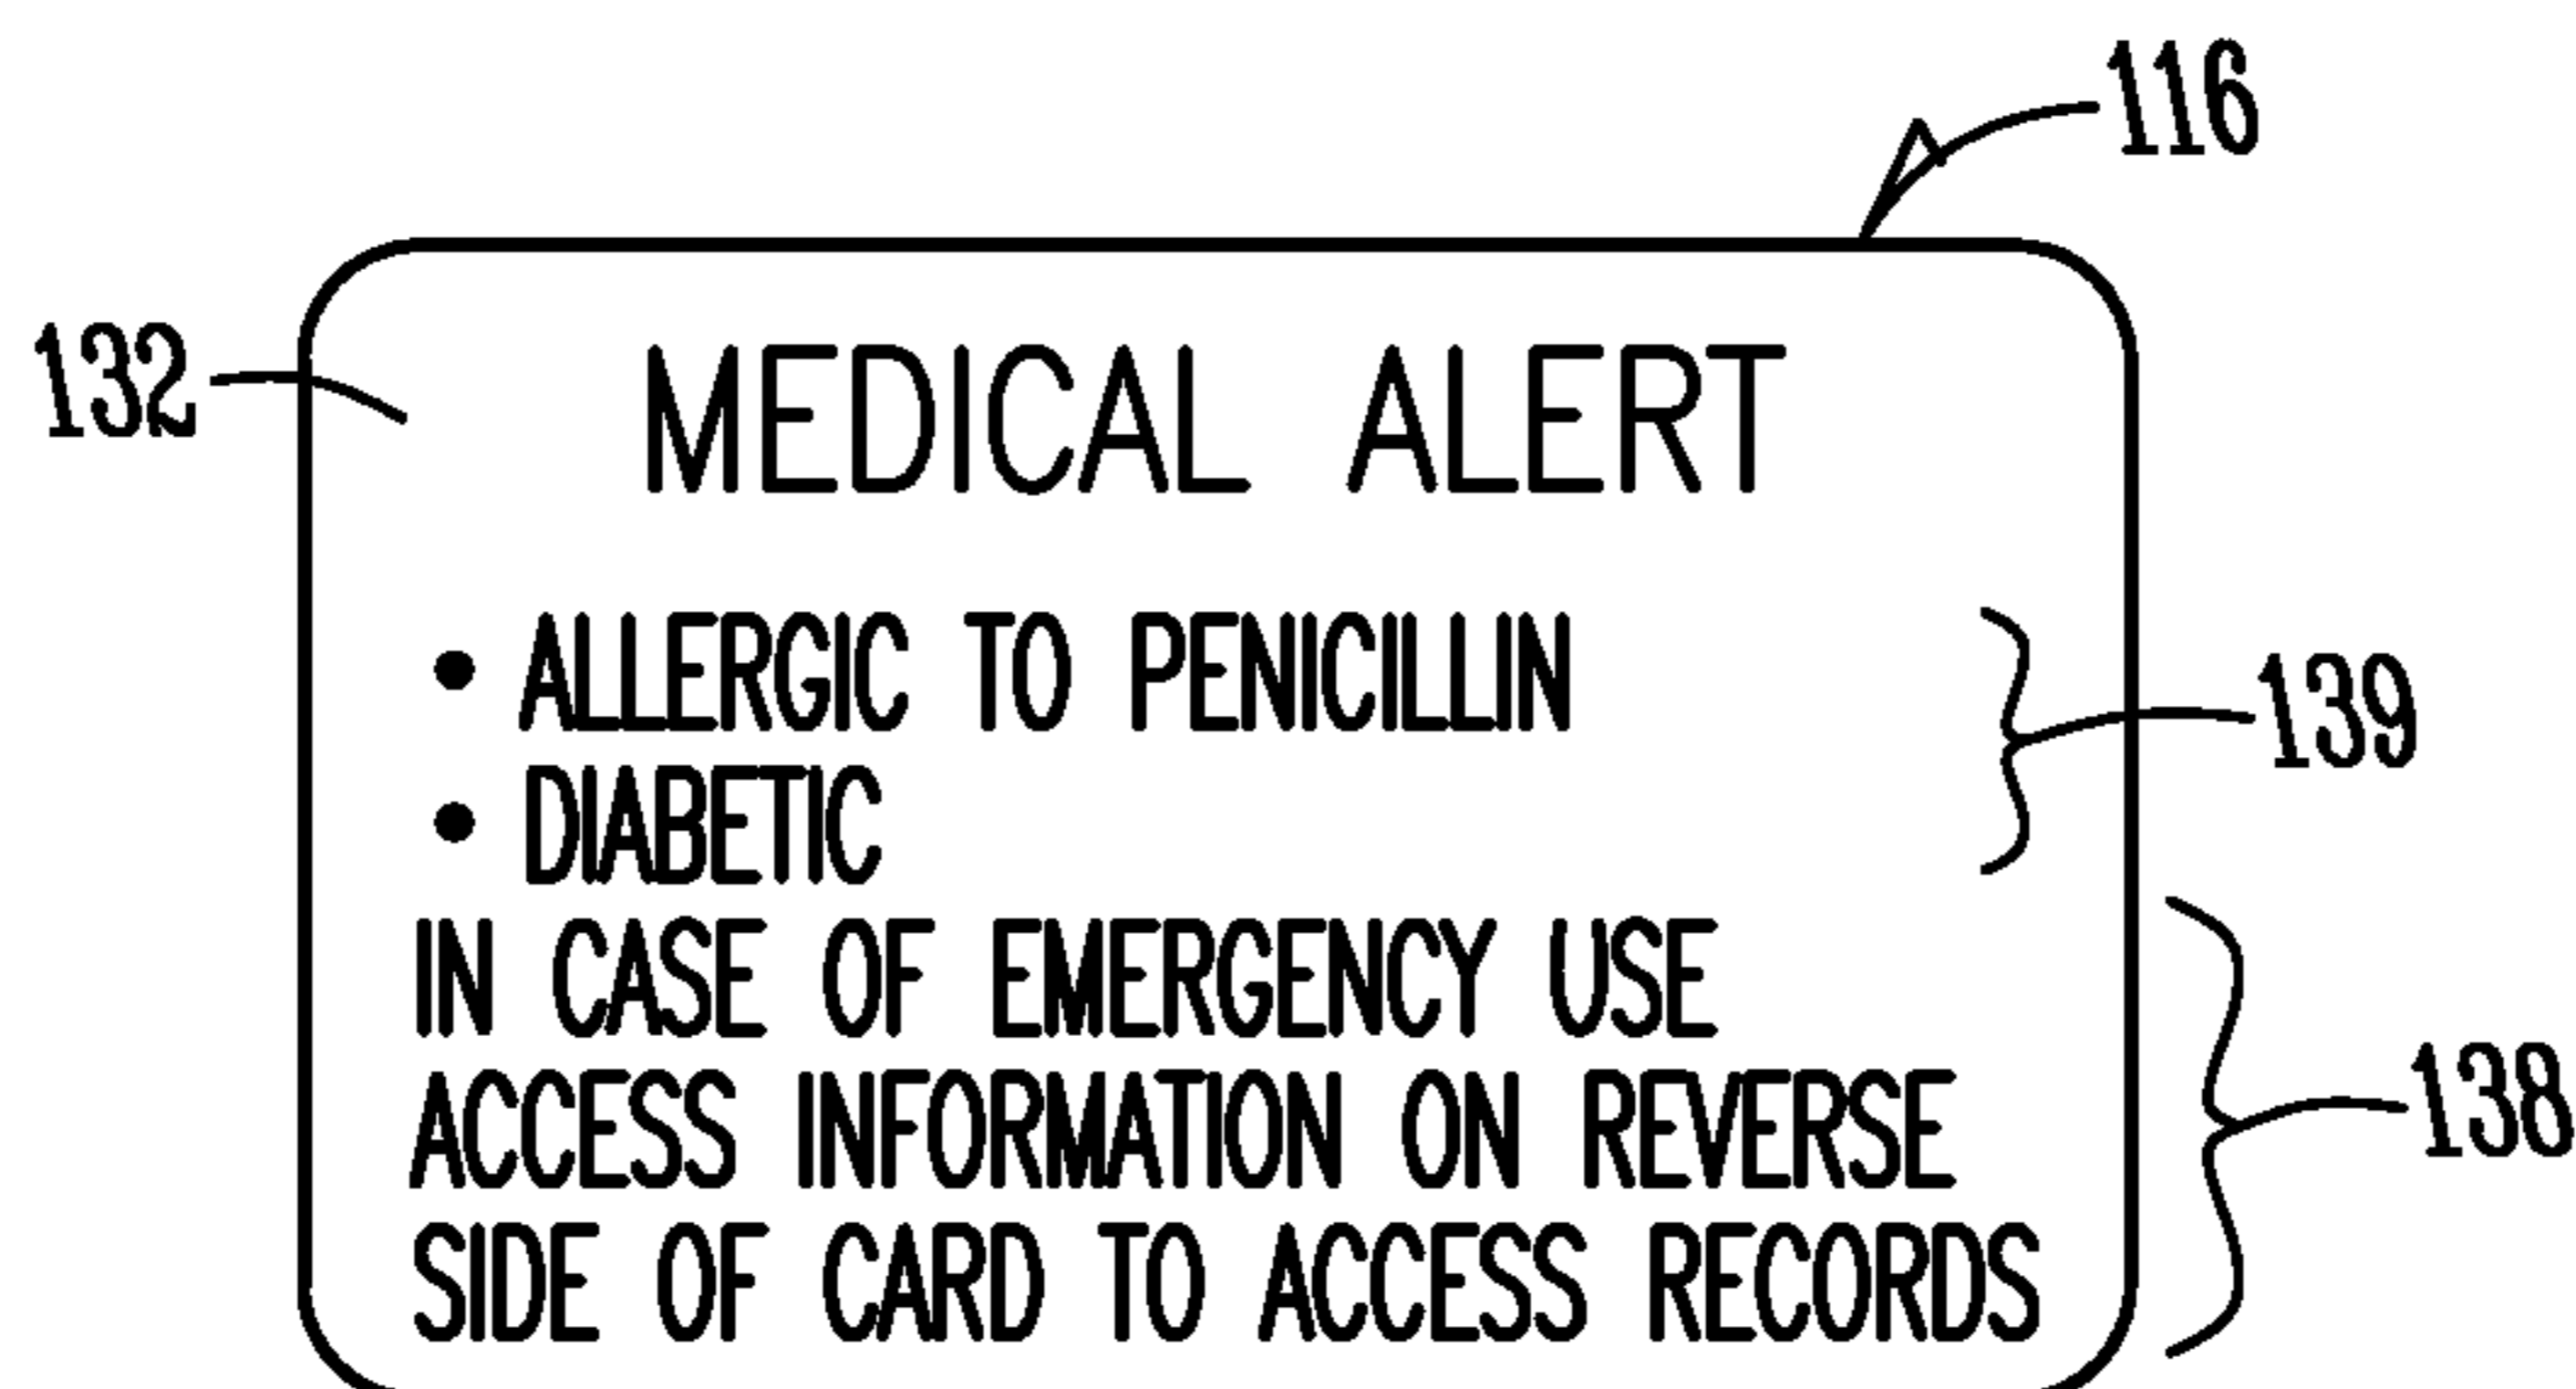 116
132
MEDICAL ALERT
• ALLERGIC TO PENICILLIN
139
• DIABETIC
IN CASE OF EMERGENCY USE
ACCESS INFORMATION ON REVERSE
138
SIDE OF CARD TO ACCESS RECORDS